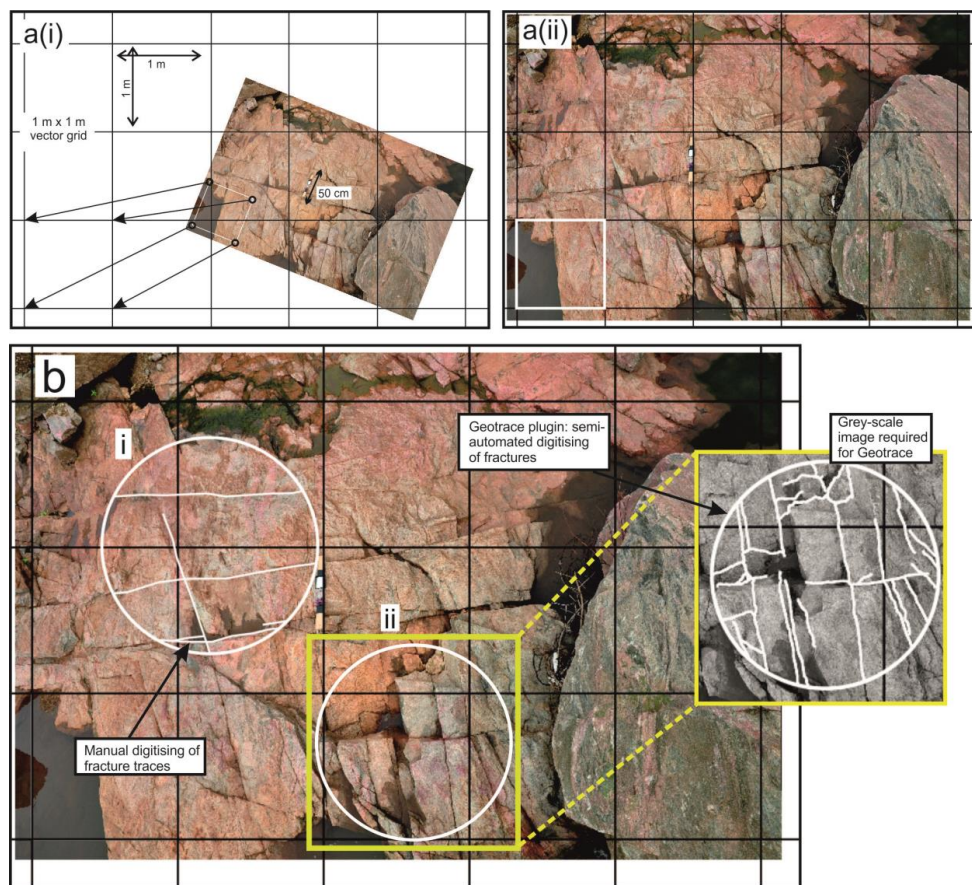 a(i)
1 m
1 m
1 m x 1 m
vector grid
50 cm
a(ii)
b
i
Geotrace plugin: semi-
automated digitising
of fractures
Grey-scale
image required
for Geotrace
ii
Manual digitising of
fracture traces